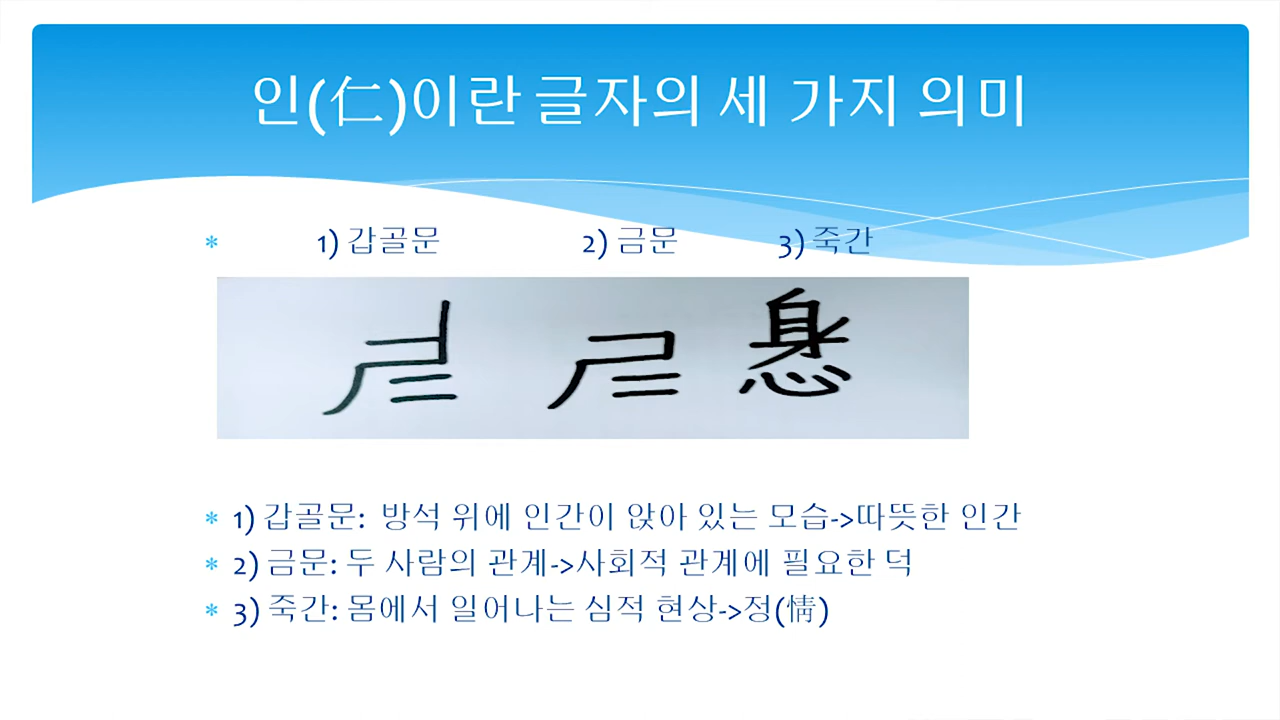 인(仁)이란 글자의 세 가지 의미
* 1) 갑골문 2) 금문 3) 죽간
* 1) 갑골문: 방석 위에 인간이 앉아 있는 모습->따뜻한 인간
* 2) 금문: 두 사람의 관계->사회적 관계에 필요한 덕
* 3) 죽간: 몸에서 일어나는 심적 현상->정(情)